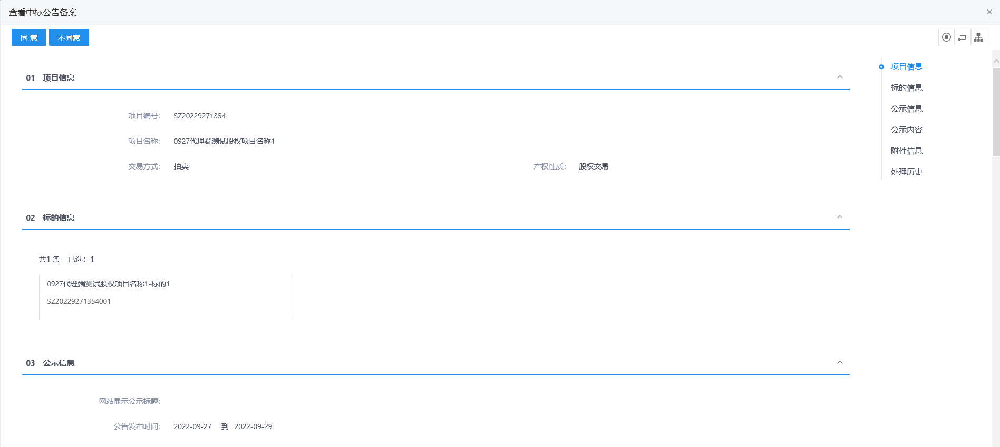 查看中标公告备案
同 意
不同意
01 项目信息
项目编号： SZ20229271354
项目名称： 0927代理端测试股权项目名称1
交易方式： 拍卖 产权性质： 股权交易
02 标的信息
共1 条 已选：1
0927代理端测试股权项目名称1-标的1
SZ20229271354001
03 公示信息
网站显示公示标题：
公告发布时间： 2022-09-27 到 2022-09-29
项目信息
标的信息
公示信息
公示内容
附件信息
处理历史